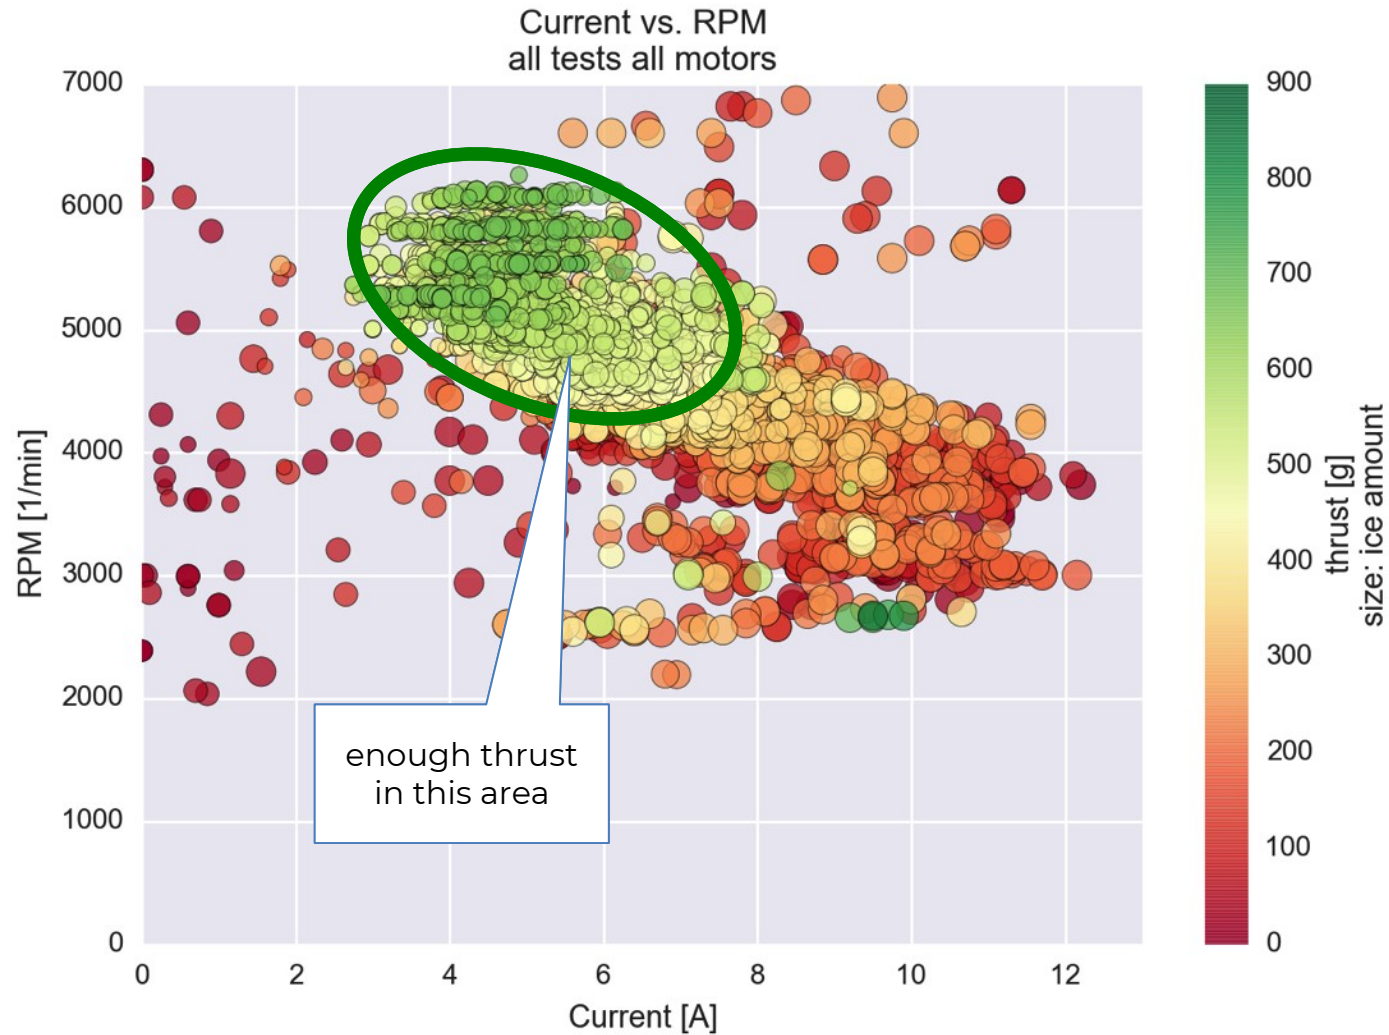 Current vs. RPM
all tests all motors
7000
6000
5000
4000
3000
2000
1000
0
RPM [1/min]
enough thrust
in this area
0 2 4 6 8 10 12
Current [A]
900
800
700
600
500
400
300
200
100
0
thrust [g]
size: ice amount